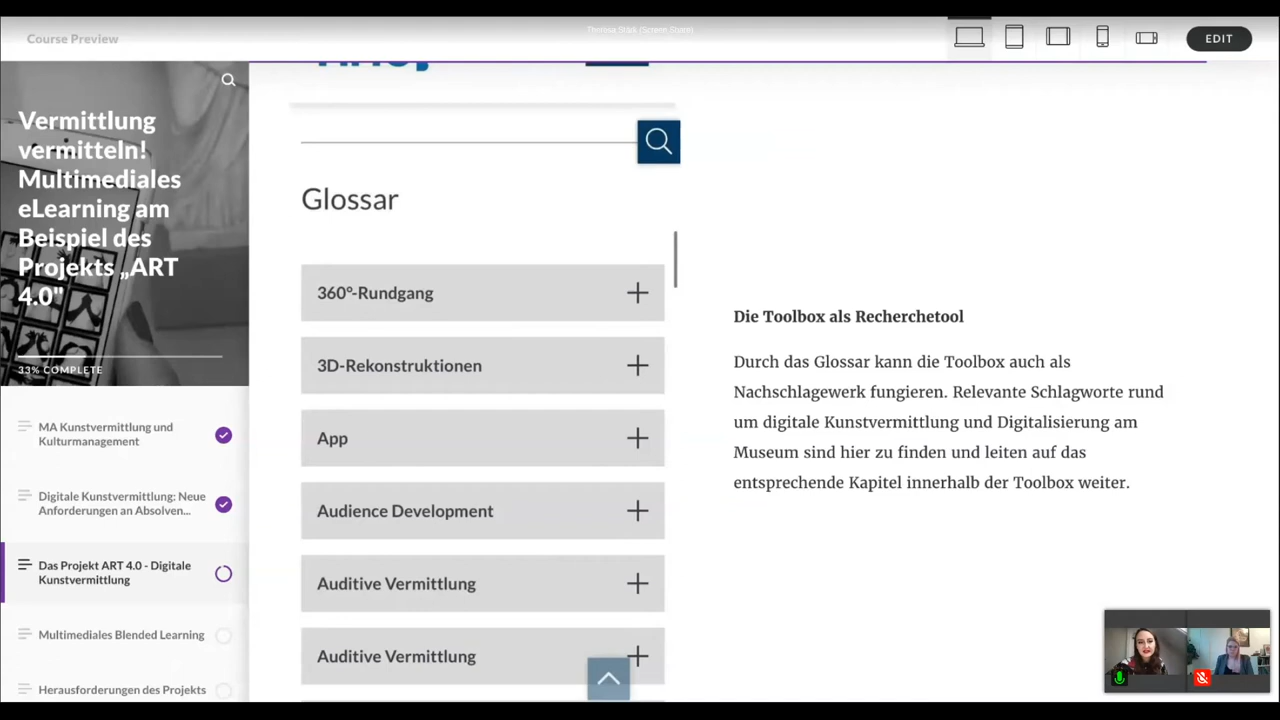 Course Preview
Theresa Stärk (Screen Share)
EDIT
Vermittlung
vermitteln!
Multimediales
eLearning am
Beispiel des
Projekts „ART
4.0"
33% COMPLETE
MA Kunstvermittlung und
Kulturmanagement
Digitale Kunstvermittlung: Neue
Anforderungen an Absolven...
Das Projekt ART 4.0 - Digitale
Kunstvermittlung
Multimediales Blended Learning
Herausforderungen des Projekts
Glossar
360°-Rundgang
3D-Rekonstruktionen
App
Audience Development
Auditive Vermittlung
Auditive Vermittlung
Die Toolbox als Recherchetool
Durch das Glossar kann die Toolbox auch als
Nachschlagewerk fungieren. Relevante Schlagworte rund
um digitale Kunstvermittlung und Digitalisierung am
Museum sind hier zu finden und leiten auf das
entsprechende Kapitel innerhalb der Toolbox weiter.